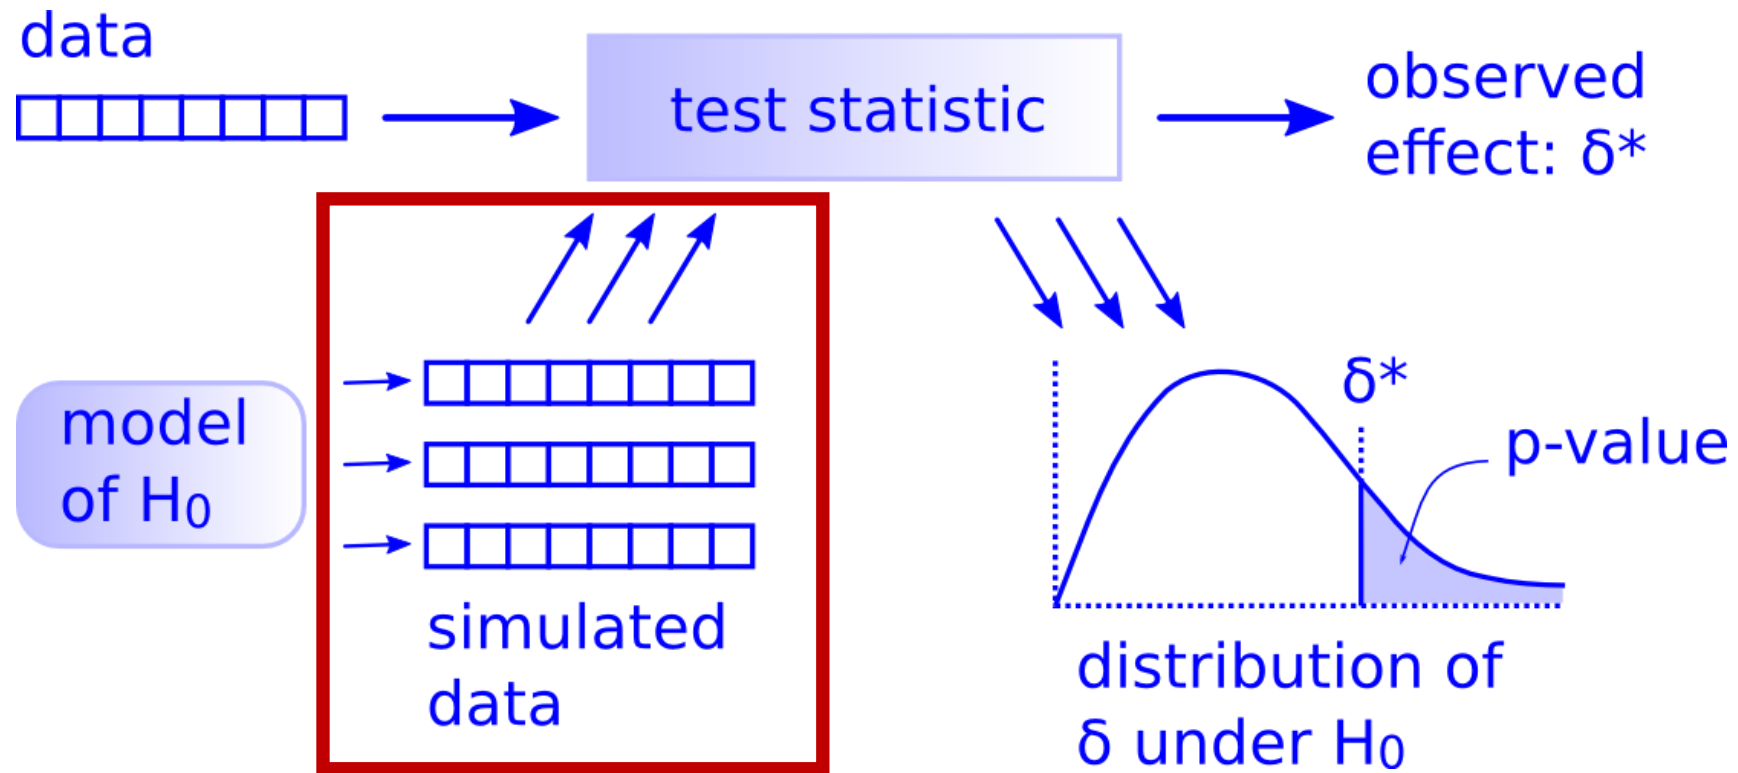 data
test statistic
observed
effect: δ*
model
of H₀
simulated
data
δ*
p-value
distribution of
δ under H₀